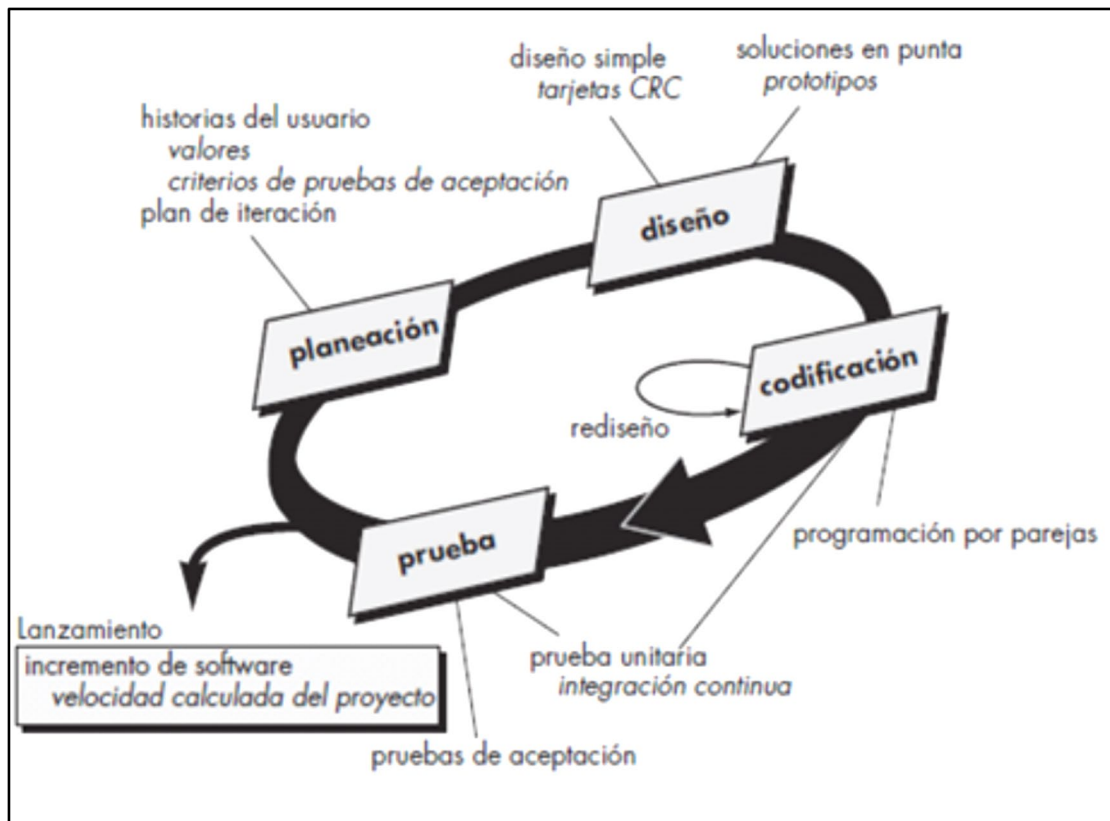 diseño simple
tarjetas CRC
soluciones en punta
prototipos
historias del usuario
valores
criterios de pruebas de aceptación
plan de iteración
diseño
planeación
codificación
rediseño
prueba
programación por parejas
Lanzamiento
incremento de software
velocidad calculada del proyecto
prueba unitaria
integración continua
pruebas de aceptación